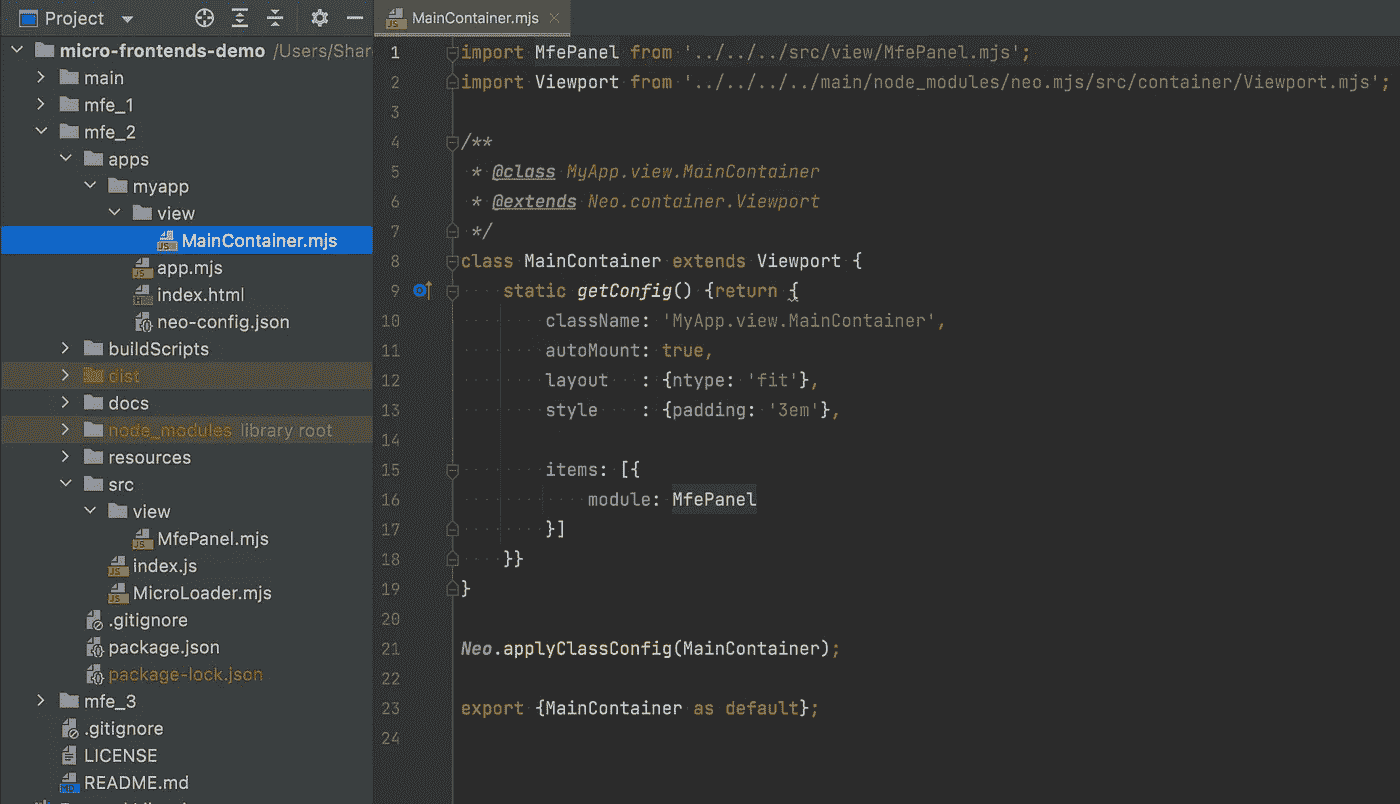 Project
micro-frontends-demo /Users/Shar
main
mfe_1
mfe_2
apps
myapp
view
MainContainer.mjs
app.mjs
index.html
neo-config.json
buildScripts
dist
docs
node_modules library root
resources
src
view
MfePanel.mjs
index.js
MicroLoader.mjs
.gitignore
package.json
package-lock.json
mfe_3
.gitignore
LICENSE
README.md
MainContainer.mjs
1 import MfePanel from '../../../src/view/MfePanel.mjs';
2 import Viewport from '../../../../main/node_modules/neo.mjs/src/container/Viewport.mjs';
3
4 /**
5 * @class MyApp.view.MainContainer
6 * @extends Neo.container.Viewport
7 */
8 class MainContainer extends Viewport {
9 static getConfig() {return {
10 className: 'MyApp.view.MainContainer',
11 autoMount: true,
12 layout   : {ntype: 'fit'},
13 style    : {padding: '3em'},
14
15 items: [{
16 module: MfePanel
17 }]
18 }}
19 }
20
21 Neo.applyClassConfig(MainContainer);
22
23 export {MainContainer as default};
24